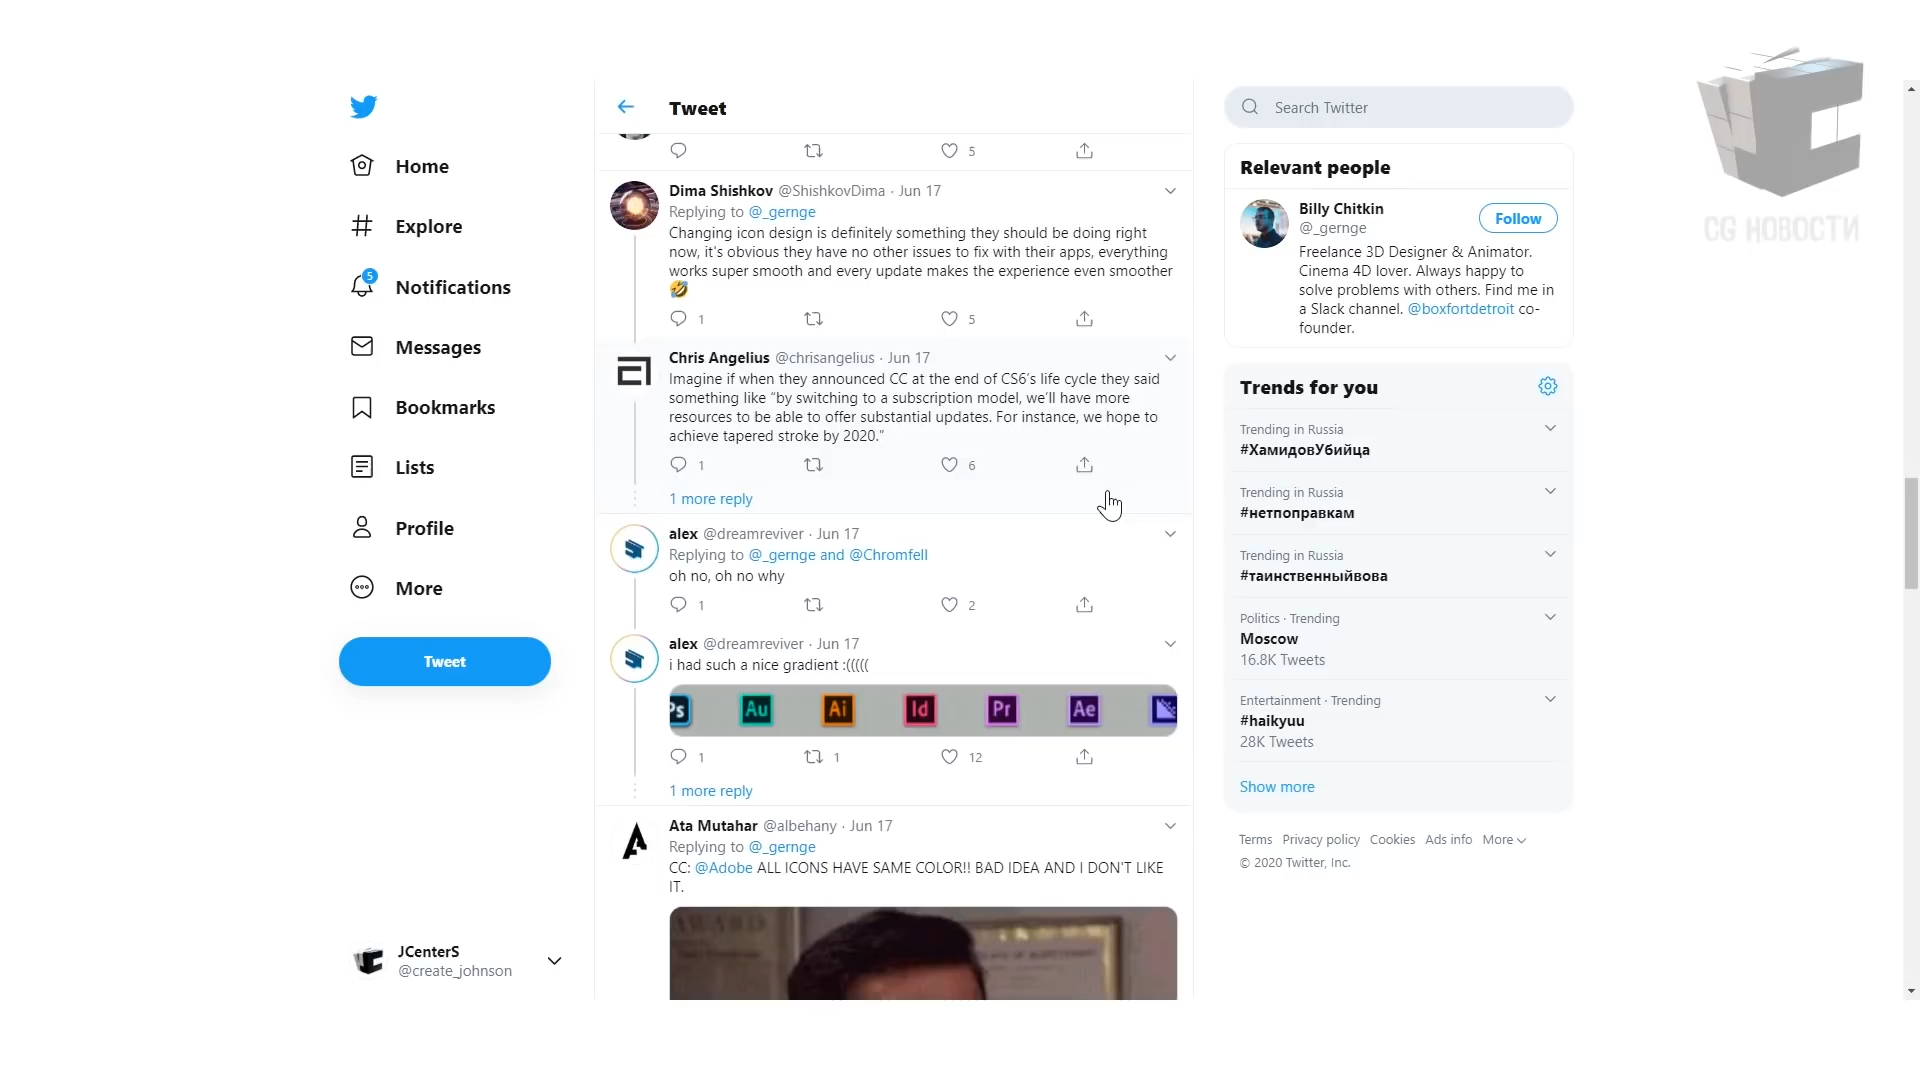 Home
Explore
5
Notifications
Messages
Bookmarks
Lists
Profile
More
Tweet
JCenterS
@create_johnson
Tweet
5
Dima Shishkov @ShishkovDima · Jun 17
Replying to @_gernge
Changing icon design is definitely something they should be doing right
now, it's obvious they have no other issues to fix with their apps, everything
works super smooth and every update makes the experience even smoother
🤣
1 5
Chris Angelius @chrisangelius · Jun 17
Imagine if when they announced CC at the end of CS6's life cycle they said
something like “by switching to a subscription model, we'll have more
resources to be able to offer substantial updates. For instance, we hope to
achieve tapered stroke by 2020.”
1 6
1 more reply
alex @dreamreviver · Jun 17
Replying to @_gernge and @Chromfell
oh no, oh no why
1 2
alex @dreamreviver · Jun 17
i had such a nice gradient :(((((
Ps Au Ai Id Pr Ae
1 1 12
1 more reply
Ata Mutahar @albehany · Jun 17
Replying to @_gernge
CC: @Adobe ALL ICONS HAVE SAME COLOR!! BAD IDEA AND I DON'T LIKE
IT.
Search Twitter
Relevant people
Billy Chitkin
@_gernge
Follow
Freelance 3D Designer & Animator.
Cinema 4D lover. Always happy to
solve problems with others. Find me in
a Slack channel. @boxfortdetroit co-
founder.
Trends for you
Trending in Russia
#ХамидовУбийца
Trending in Russia
#нетпоправкам
Trending in Russia
#таинственныйвова
Politics · Trending
Moscow
16.8K Tweets
Entertainment · Trending
#haikyuu
28K Tweets
Show more
Terms Privacy policy Cookies Ads info More
© 2020 Twitter, Inc.
CG НОВОСТИ